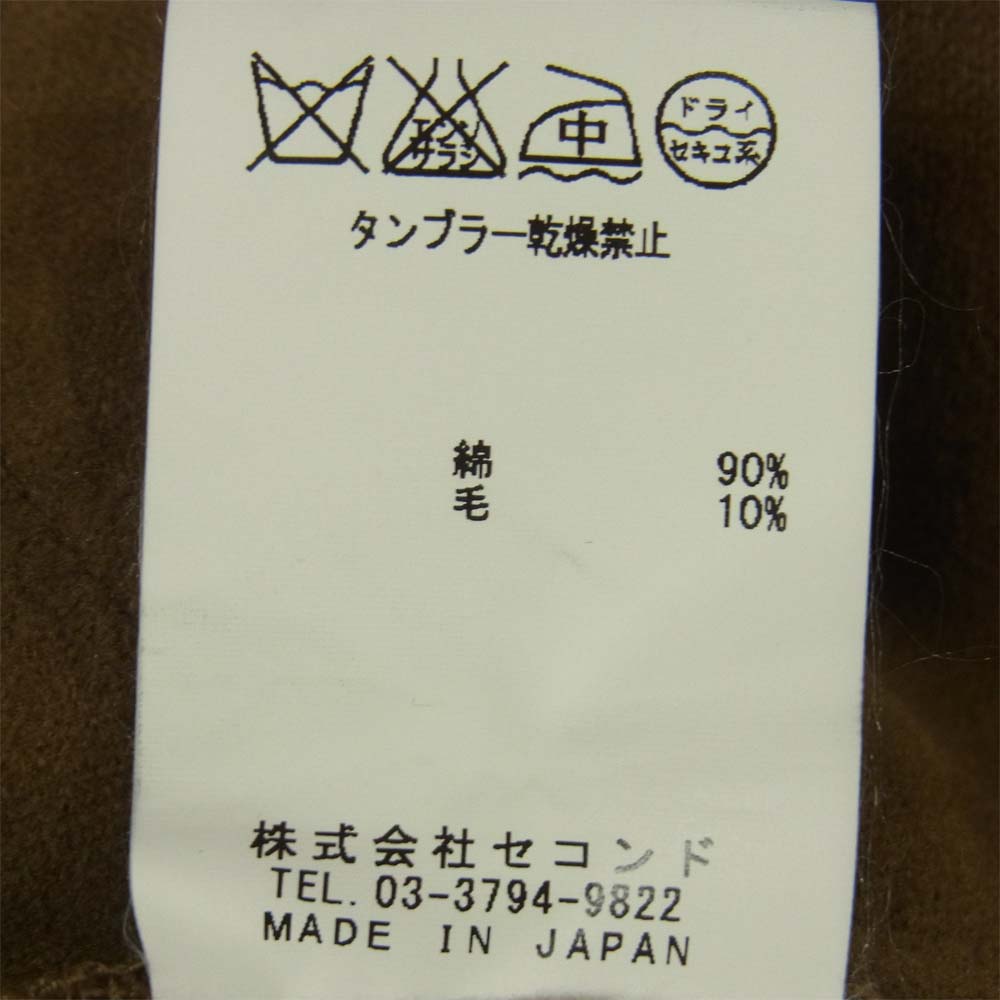 エンソ
サラシ
中
ドライ
セキユ系
タンブラー乾燥禁止
綿 90%
毛 10%
株式会社セコンド
TEL. 03-3794-9822
MADE IN JAPAN